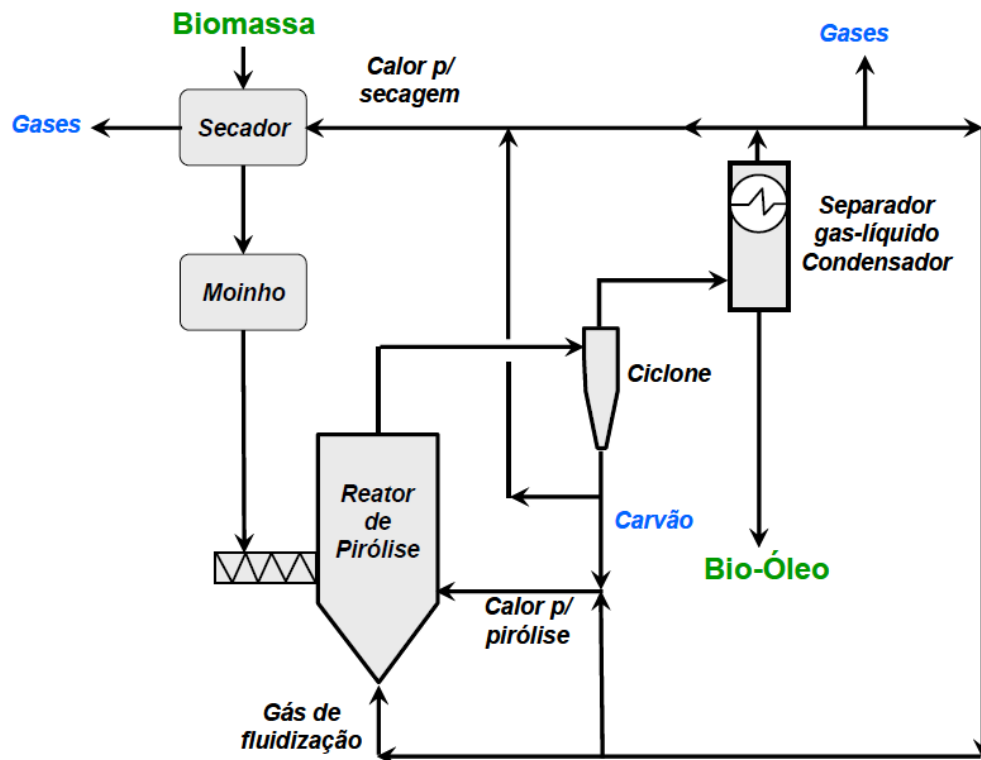 Biomassa
Gases
Calor p/
secagem
Gases
Secador
Separador
gas-líquido
Condensador
Moinho
Ciclone
Reator
de
Pirólise
Carvão
Bio-Óleo
Calor p/
pirólise
Gás de
fluidização